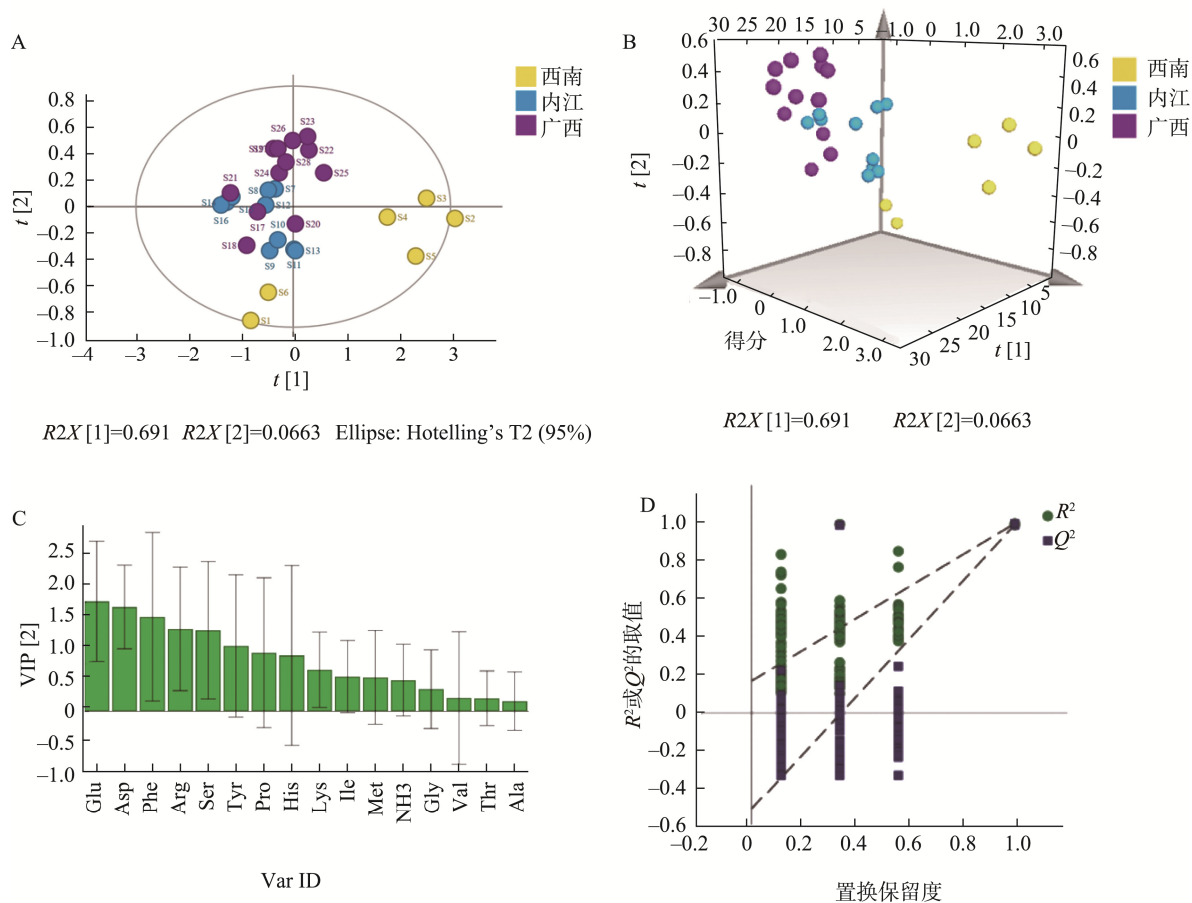 A
西南
内江
广西
0.8
0.6
0.4
0.2
0
−0.2
−0.4
−0.6
−0.8
−1.0
t [2]
−4
−3
−2
−1
0
1
2
3
t [1]
S26
S23
S22
S28
S24
S25
S21
S8
S7
S12
S16
S17
S10
S20
S18
S9
S11
S13
S6
S1
S3
S4
S2
S5
R2X [1]=0.691 R2X [2]=0.0663 Ellipse: Hotelling’s T2 (95%)
B
30 25 20 15 10 5 −1.0 0 1.0 2.0 3.0
西南
内江
广西
0.6
0.4
0.2
0
−0.2
−0.4
−0.6
−0.8
t [2]
0.6
0.4
0.2
0
−0.2
−0.4
−0.6
−0.8
−1.0
0
1.0
2.0
3.0
得分
30
25
20
15
10
5
t [1]
R2X [1]=0.691 R2X [2]=0.0663
C
2.5
2.0
1.5
1.0
0.5
0
−0.5
−1.0
VIP [2]
Glu
Asp
Phe
Arg
Ser
Tyr
Pro
His
Lys
Ile
Met
NH3
Gly
Val
Thr
Ala
Var ID
D
R²
Q²
1.0
0.8
0.6
0.4
0.2
0
−0.2
−0.4
−0.6
R²或Q²的取值
−0.2
0
0.2
0.4
0.6
0.8
1.0
置换保留度